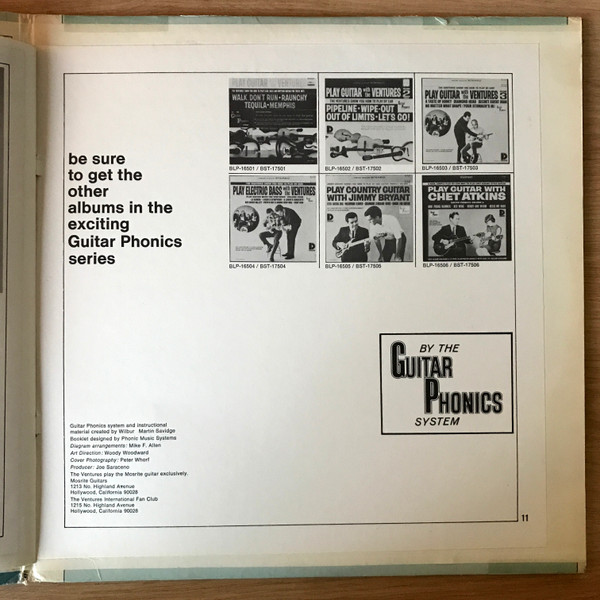 be sure
to get the
other
albums in the
exciting
Guitar Phonics
series
WALK DON'T RUN • RAUNCHY
TEQUILA • MEMPHIS
BLP-16501 / BST-17501
PLAY GUITAR with the VENTURES
PIPELINE • WIPE-OUT
OUT OF LIMITS • LET'S GO!
BLP-16502 / BST-17502
PLAY GUITAR with the VENTURES
BLP-16503 / BST-17503
PLAY ELECTRIC BASS with the VENTURES
BLP-16504 / BST-17504
PLAY COUNTRY GUITAR
WITH JIMMY BRYANT
BLP-16505 / BST-17505
PLAY GUITAR WITH
CHET ATKINS
BLP-16506 / BST-17506
BY THE
GUITAR
PHONICS
SYSTEM
Guitar Phonics system and instructional
material created by Wilbur Martin Savidge
Booklet designed by Phonic Music Systems
Diagram arrangements: Mike F. Allen
Art Direction: Woody Woodward
Cover Photography: Peter Whorf
Producer: Joe Saraceno
The Ventures play the Mosrite guitar exclusively.
Mosrite Guitars
1213 No. Highland Avenue
Hollywood, California 90028
The Ventures International Fan Club
1215 No. Highland Avenue
Hollywood, California 90028
11